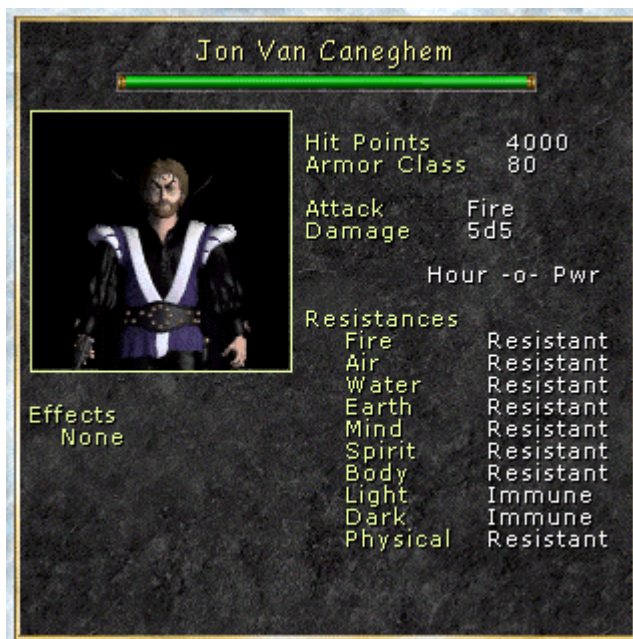 Jon Van Caneghem
Hit Points 4000
Armor Class 80
Attack Fire
Damage 5d5
Hour -o- Pwr
Resistances
Fire Resistant
Air Resistant
Water Resistant
Earth Resistant
Mind Resistant
Spirit Resistant
Body Resistant
Light Immune
Dark Immune
Physical Resistant
Effects
None